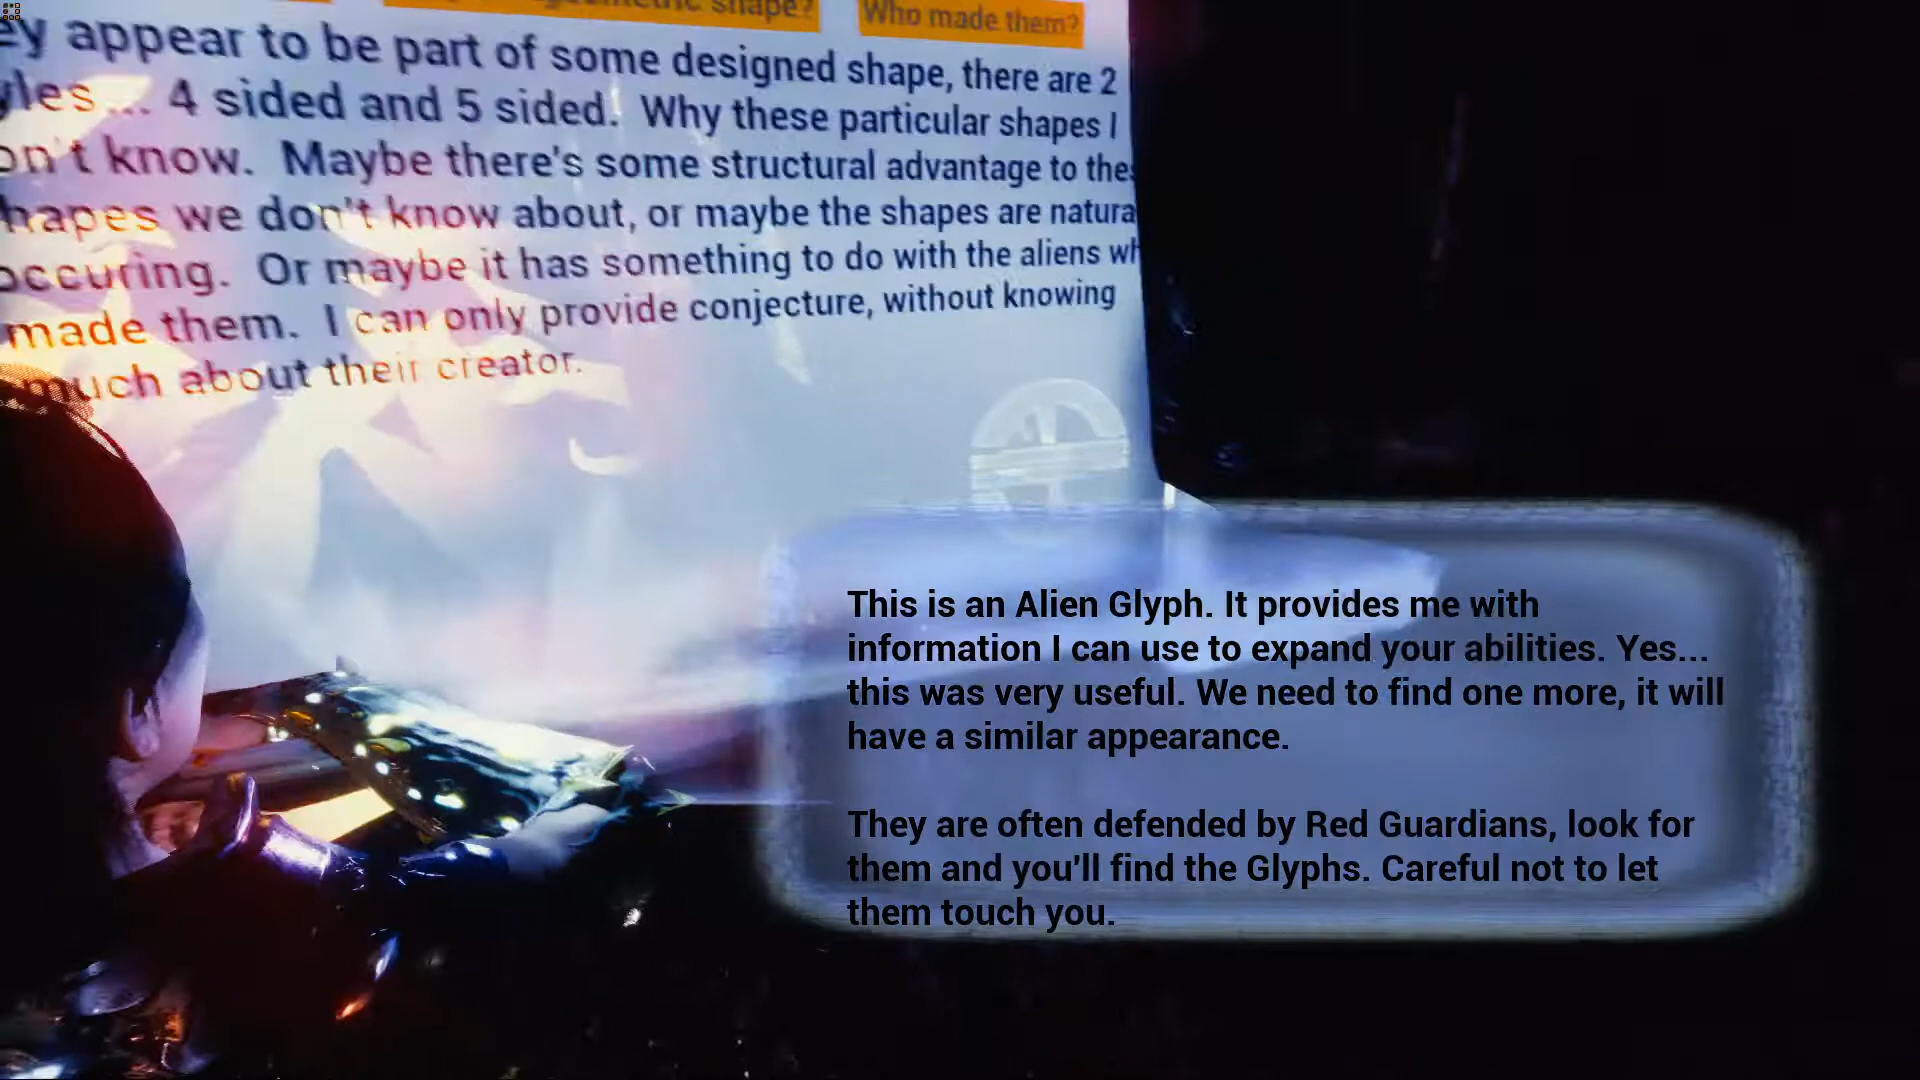 shape?
Who made them?
appear to be part of some designed shape, there are 2
... 4 sided and 5 sided. Why these particular shapes I
know. Maybe there's some structural advantage to
we don't know about, or maybe the shapes are
Or maybe it has something to do with the aliens
made them. I can only provide conjecture, without knowing
much about their creator.
This is an Alien Glyph. It provides me with
information I can use to expand your abilities. Yes...
this was very useful. We need to find one more, it will
have a similar appearance.
They are often defended by Red Guardians, look for
them and you'll find the Glyphs. Careful not to let
them touch you.